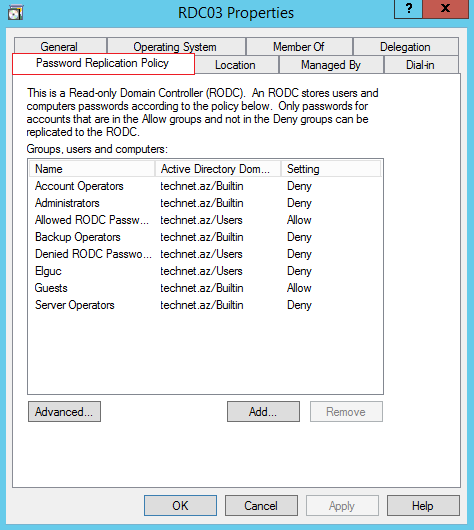 RDC03 Properties
?
General Operating System Member Of Delegation
Password Replication Policy Location Managed By Dial-in
This is a Read-only Domain Controller (RODC). An RODC stores users and
computers passwords according to the policy below. Only passwords for
accounts that are in the Allow groups and not in the Deny groups can be
replicated to the RODC.
Groups, users and computers:
Name Active Directory Dom... Setting
Account Operators technet.az/Builtin Deny
Administrators technet.az/Builtin Deny
Allowed RODC Passw... technet.az/Users Allow
Backup Operators technet.az/Builtin Deny
Denied RODC Passwo... technet.az/Users Deny
Elguc technet.az/Users Deny
Guests technet.az/Builtin Allow
Server Operators technet.az/Builtin Deny
Advanced... Add... Remove
OK Cancel Apply Help